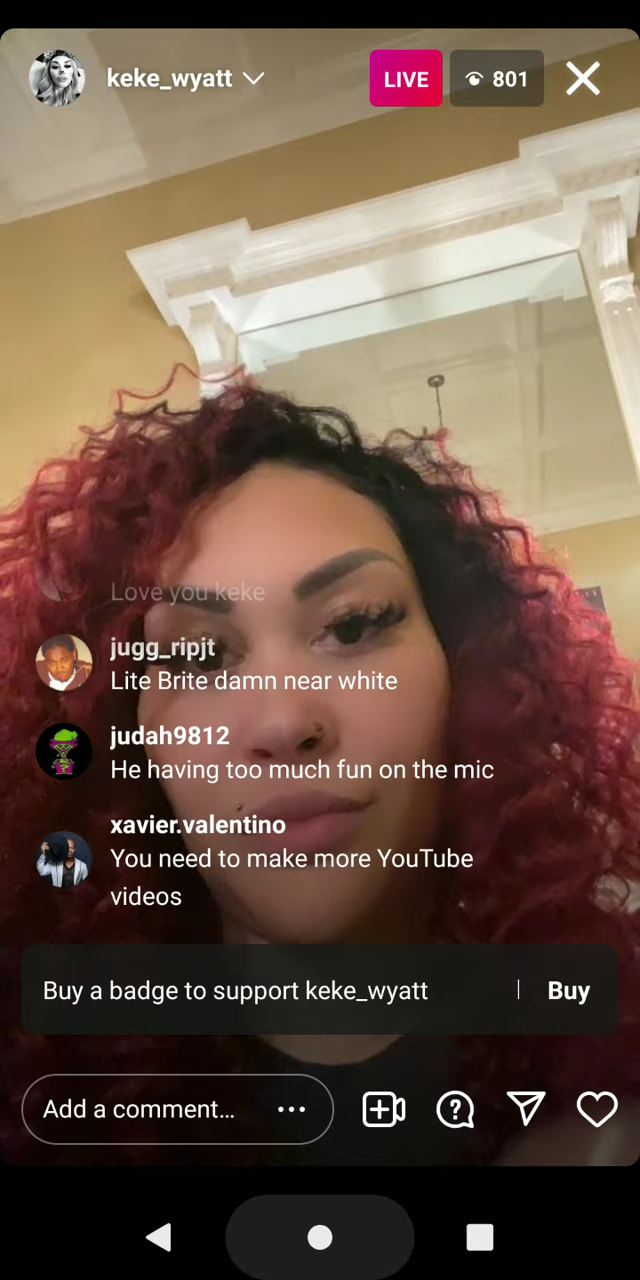 keke_wyatt
LIVE
801
Love you keke
jugg_ripjt
Lite Brite damn near white
judah9812
He having too much fun on the mic
xavier.valentino
You need to make more YouTube
videos
Buy a badge to support keke_wyatt | Buy
Add a comment...